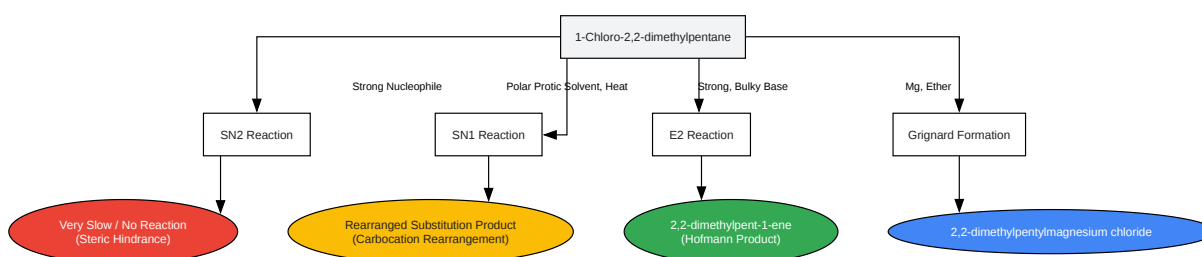 1-Chloro-2,2-dimethylpentane
Strong Nucleophile
Polar Protic Solvent, Heat
Strong, Bulky Base
Mg, Ether
SN2 Reaction
SN1 Reaction
E2 Reaction
Grignard Formation
Very Slow / No Reaction
(Steric Hindrance)
Rearranged Substitution Product
(Carbocation Rearrangement)
2,2-dimethylpent-1-ene
(Hofmann Product)
2,2-dimethylpentylmagnesium chloride